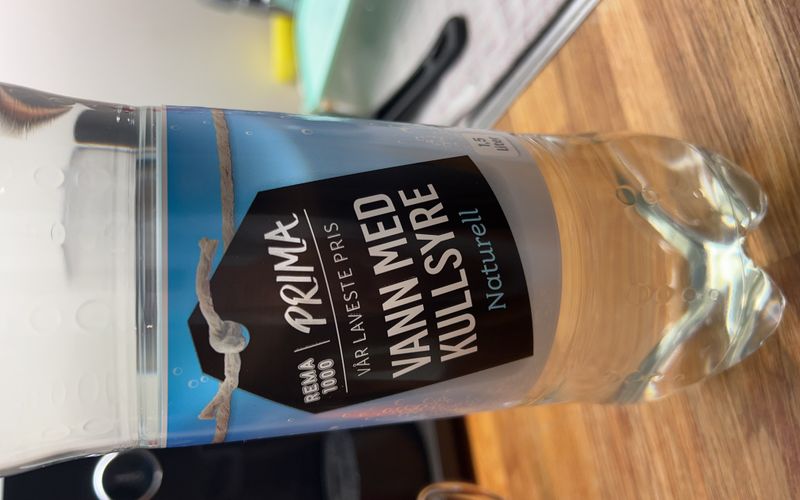 REMA 1000 | PRIMA
VÅR LAVESTE PRIS
VANN MED
KULLSYRE
Naturell
1,5
Liter